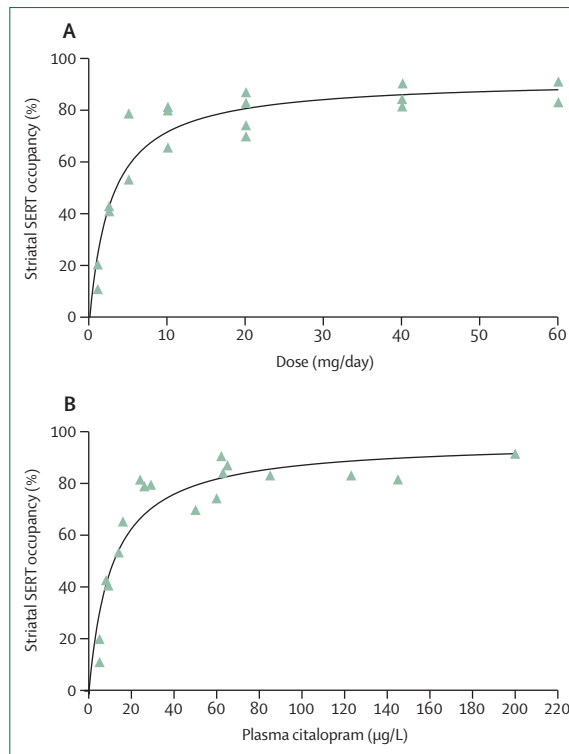 A
100
80
60
40
20
0
Striatal SERT occupancy (%)
0 10 20 30 40 50 60
Dose (mg/day)
B
100
80
60
40
20
0
Striatal SERT occupancy (%)
0 20 40 60 80 100 120 140 160 180 200 220
Plasma citalopram (µg/L)